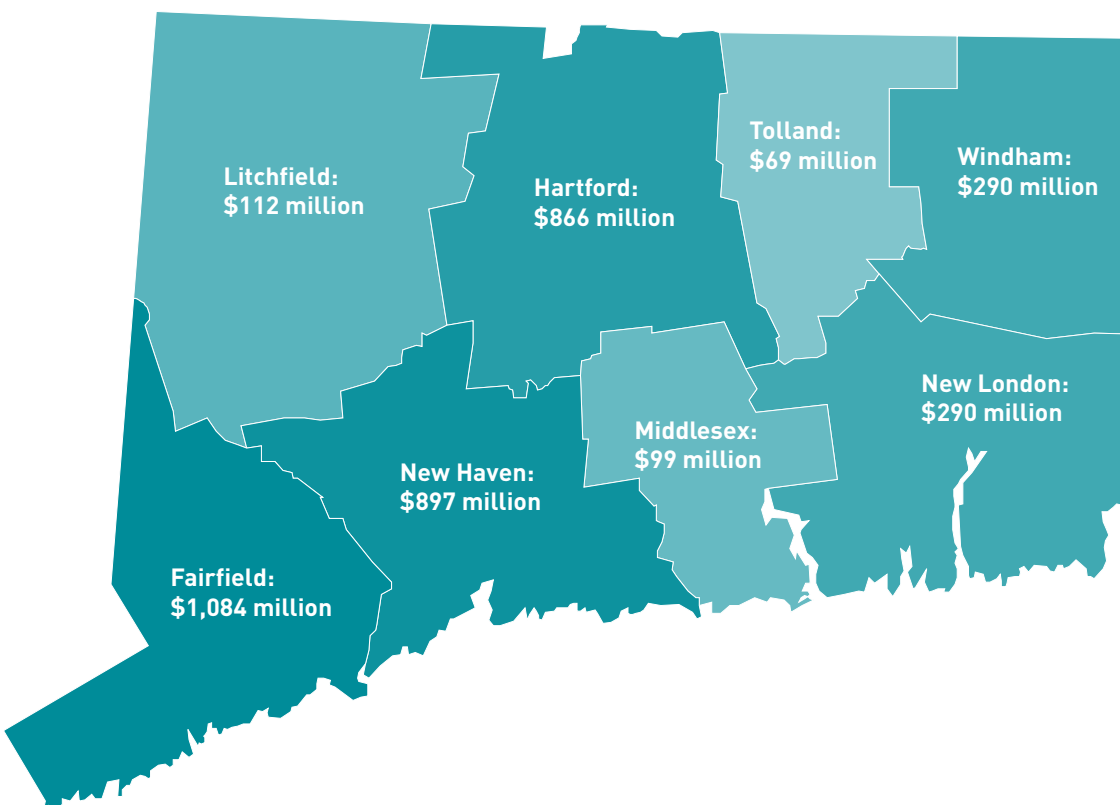 Litchfield:
$112 million
Hartford:
$866 million
Tolland:
$69 million
Windham:
$290 million
Fairfield:
$1,084 million
New Haven:
$897 million
Middlesex:
$99 million
New London:
$290 million